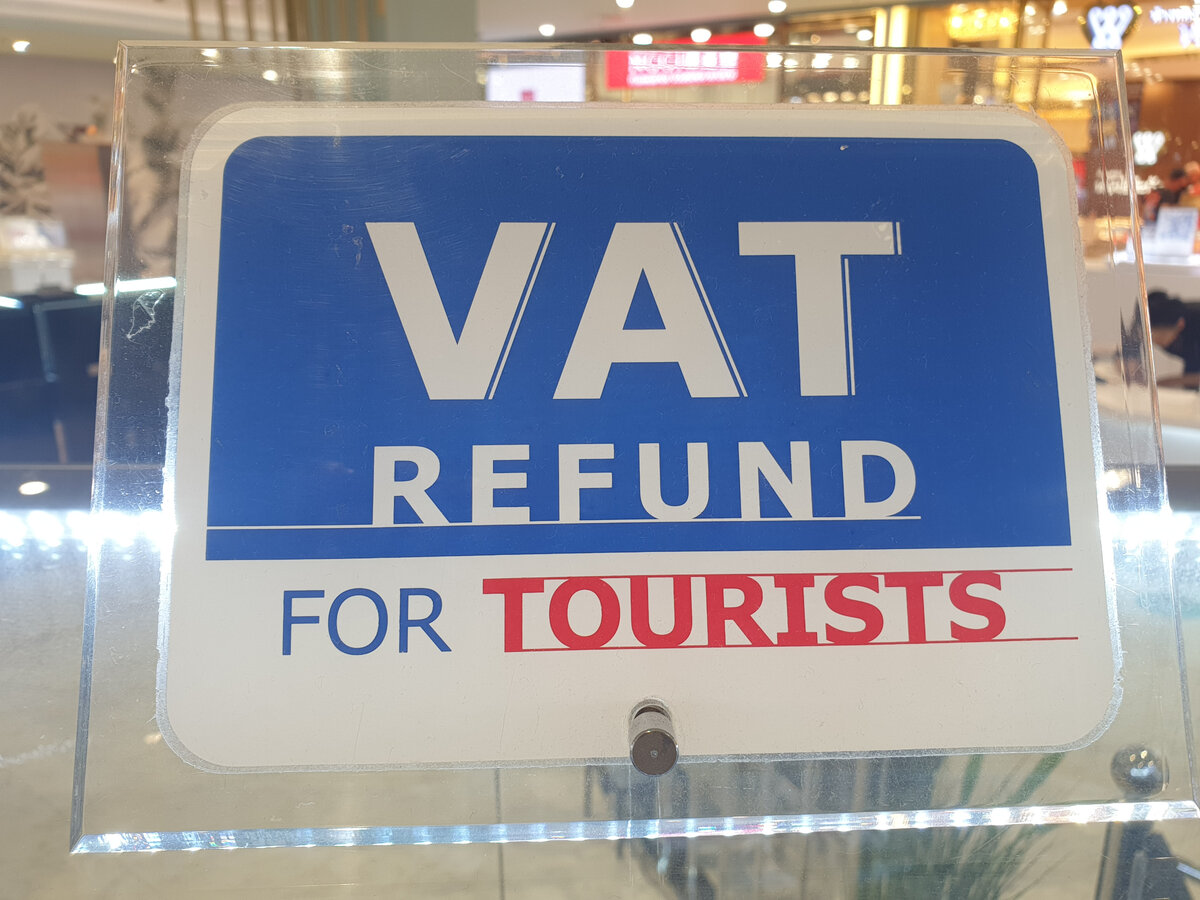 VAT
REFUND
FOR TOURISTS